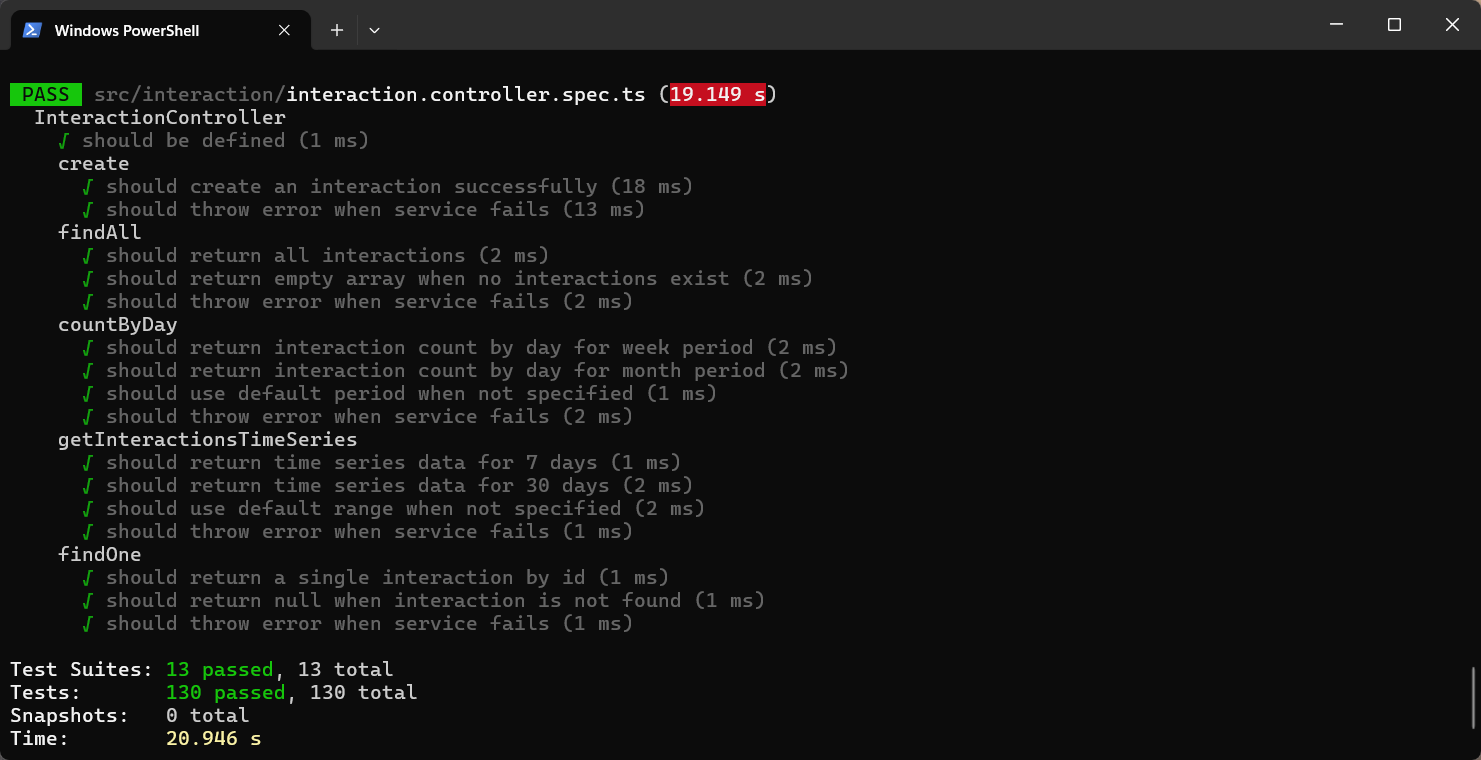 Windows PowerShell
PASS src/interaction/interaction.controller.spec.ts (19.149 s)
InteractionController
√ should be defined (1 ms)
create
√ should create an interaction successfully (18 ms)
√ should throw error when service fails (13 ms)
findAll
√ should return all interactions (2 ms)
√ should return empty array when no interactions exist (2 ms)
√ should throw error when service fails (2 ms)
countByDay
√ should return interaction count by day for week period (2 ms)
√ should return interaction count by day for month period (2 ms)
√ should use default period when not specified (1 ms)
√ should throw error when service fails (2 ms)
getInteractionsTimeSeries
√ should return time series data for 7 days (1 ms)
√ should return time series data for 30 days (2 ms)
√ should use default range when not specified (2 ms)
√ should throw error when service fails (1 ms)
findOne
√ should return a single interaction by id (1 ms)
√ should return null when interaction is not found (1 ms)
√ should throw error when service fails (1 ms)
Test Suites: 13 passed, 13 total
Tests: 130 passed, 130 total
Snapshots: 0 total
Time: 20.946 s